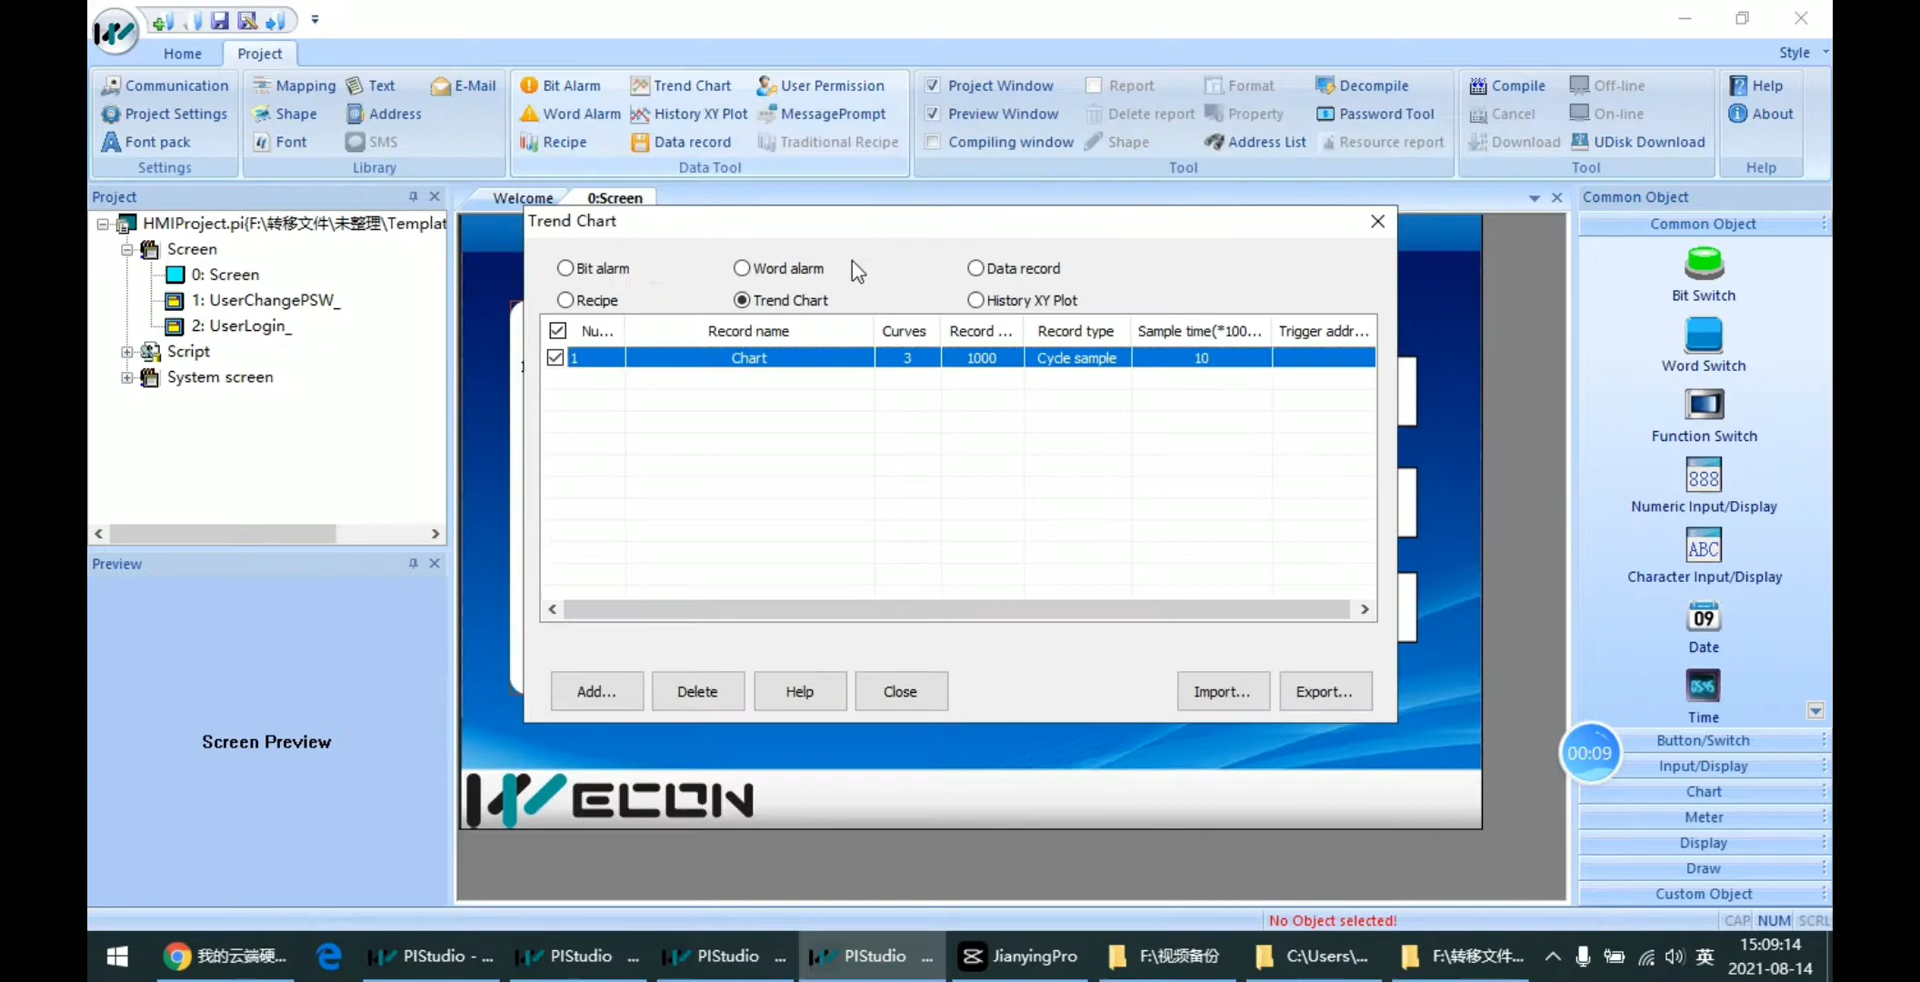 Home Project Style
Communication Mapping Text E-Mail Bit Alarm Trend Chart User Permission Project Window Report Format Decompile Compile Off-line Help
Project Settings Shape Address Word Alarm History XY Plot MessagePrompt Preview Window Delete report Property Password Tool Cancel On-line About
Font pack Font SMS Recipe Data record Traditional Recipe Compiling window Shape Address List Resource report Download UDisk Download
Settings Library Data Tool Tool Tool Help
Project Welcome 0:Screen Common Object
HMIProject.pi{F:\转移文件\未整理\Templat
Screen
0: Screen
1: UserChangePSW_
2: UserLogin_
Script
System screen
Preview
Screen Preview
Trend Chart
Bit alarm Word alarm Data record
Recipe Trend Chart History XY Plot
Nu... Record name Curves Record ... Record type Sample time(*100... Trigger addr...
1 Chart 3 1000 Cycle sample 10
Add... Delete Help Close Import... Export...
WECON
Common Object
Bit Switch
Word Switch
Function Switch
888
Numeric Input/Display
ABC
Character Input/Display
09
Date
05:45
Time
00:09
Button/Switch
Input/Display
Chart
Meter
Display
Draw
Custom Object
No Object selected! CAP NUM SCRL
我的云端硬... PIStudio - ... PIStudio ... PIStudio ... PIStudio ... JianyingPro F:\视频备份 C:\Users\... F:\转移文件... 英 15:09:14
2021-08-14